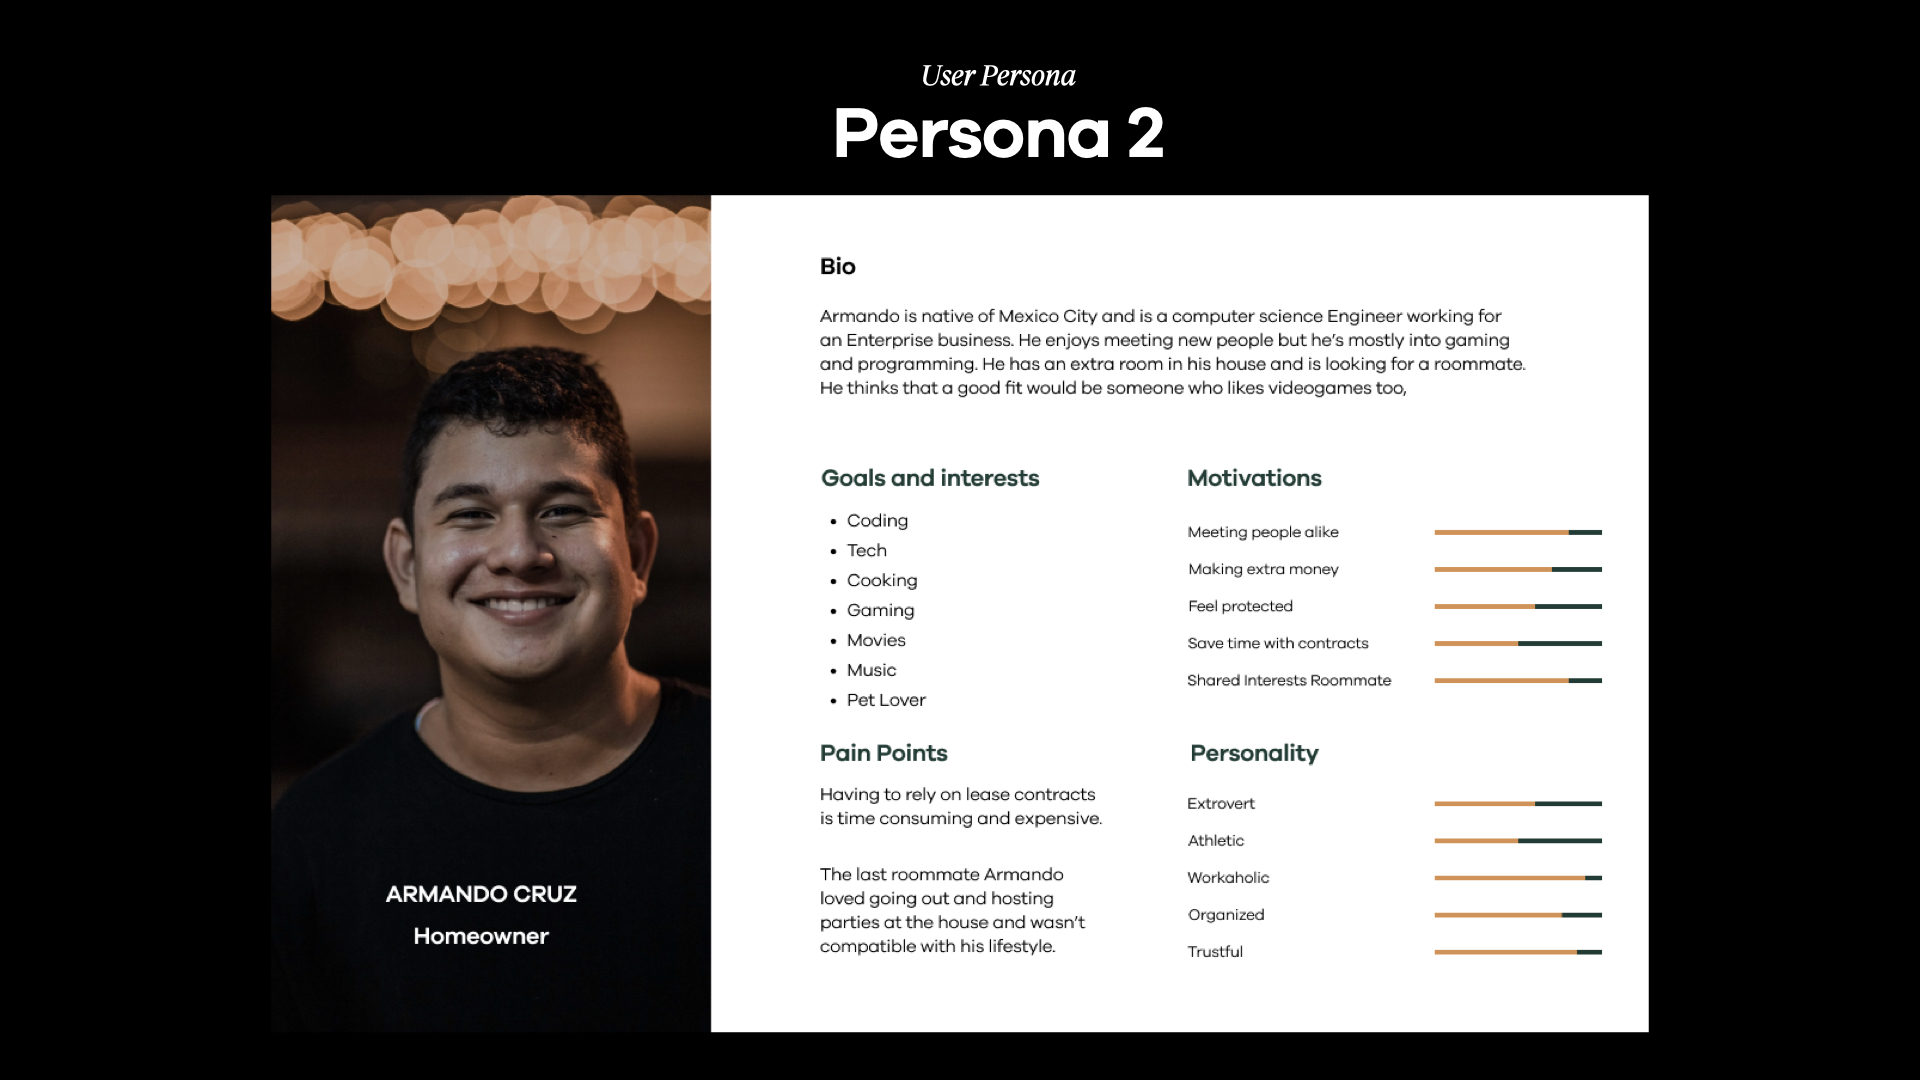 User Persona
Persona 2
Bio
Armando is native of Mexico City and is a computer science Engineer working for
an Enterprise business. He enjoys meeting new people but he's mostly into gaming
and programming. He has an extra room in his house and is looking for a roommate.
He thinks that a good fit would be someone who likes videogames too,
Goals and interests
• Coding
• Tech
• Cooking
• Gaming
• Movies
• Music
• Pet Lover
Motivations
Meeting people alike
Making extra money
Feel protected
Save time with contracts
Shared Interests Roommate
Pain Points
Having to rely on lease contracts
is time consuming and expensive.
The last roommate Armando
loved going out and hosting
parties at the house and wasn't
compatible with his lifestyle.
Personality
Extrovert
Athletic
Workaholic
Organized
Trustful
ARMANDO CRUZ
Homeowner